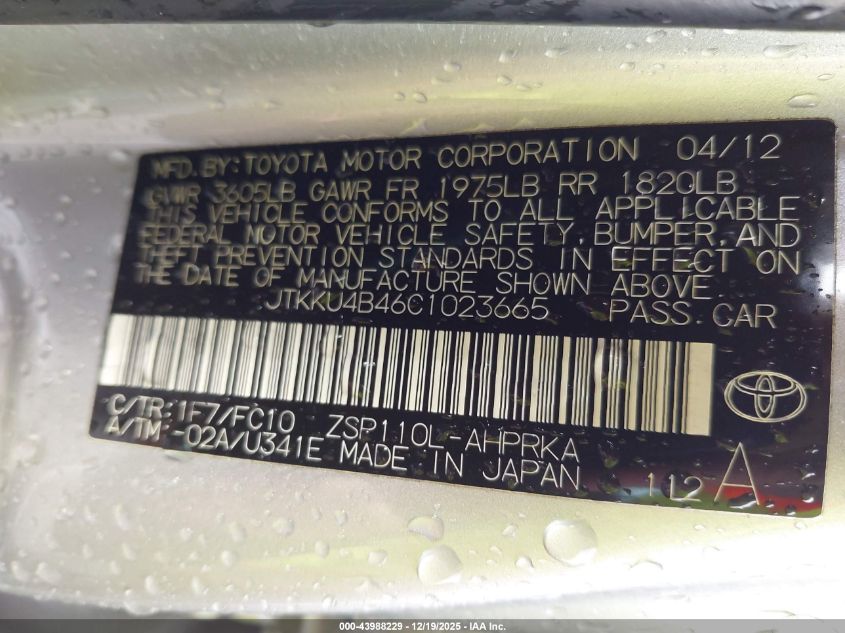 MFD.BY:TOYOTA MOTOR CORPORATION 04/12
GVWR 3605LB GAWR FR 1975LB RR 1820LB
THIS VEHICLE CONFORMS TO ALL APPLICABLE
FEDERAL MOTOR VEHICLE SAFETY, BUMPER, AND
THEFT PREVENTION STANDARDS IN EFFECT ON
THE DATE OF MANUFACTURE SHOWN ABOVE.
JTKKU4B46C1023665 PASS.CAR
C/TR:1F7/FC10 ZSP110L-AHPRKA
A/TM:-02A/U341E MADE IN JAPAN
1L2 A
000-43988229 - 12/19/2025 - IAA Inc.